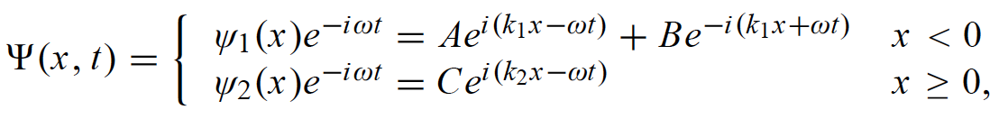 Ψ(x, t) = { ψ₁(x)e^{−iωt} = Ae^{i(k₁x−ωt)} + Be^{−i(k₁x+ωt)} x < 0
ψ₂(x)e^{−iωt} = Ce^{i(k₂x−ωt)} x ≥ 0,